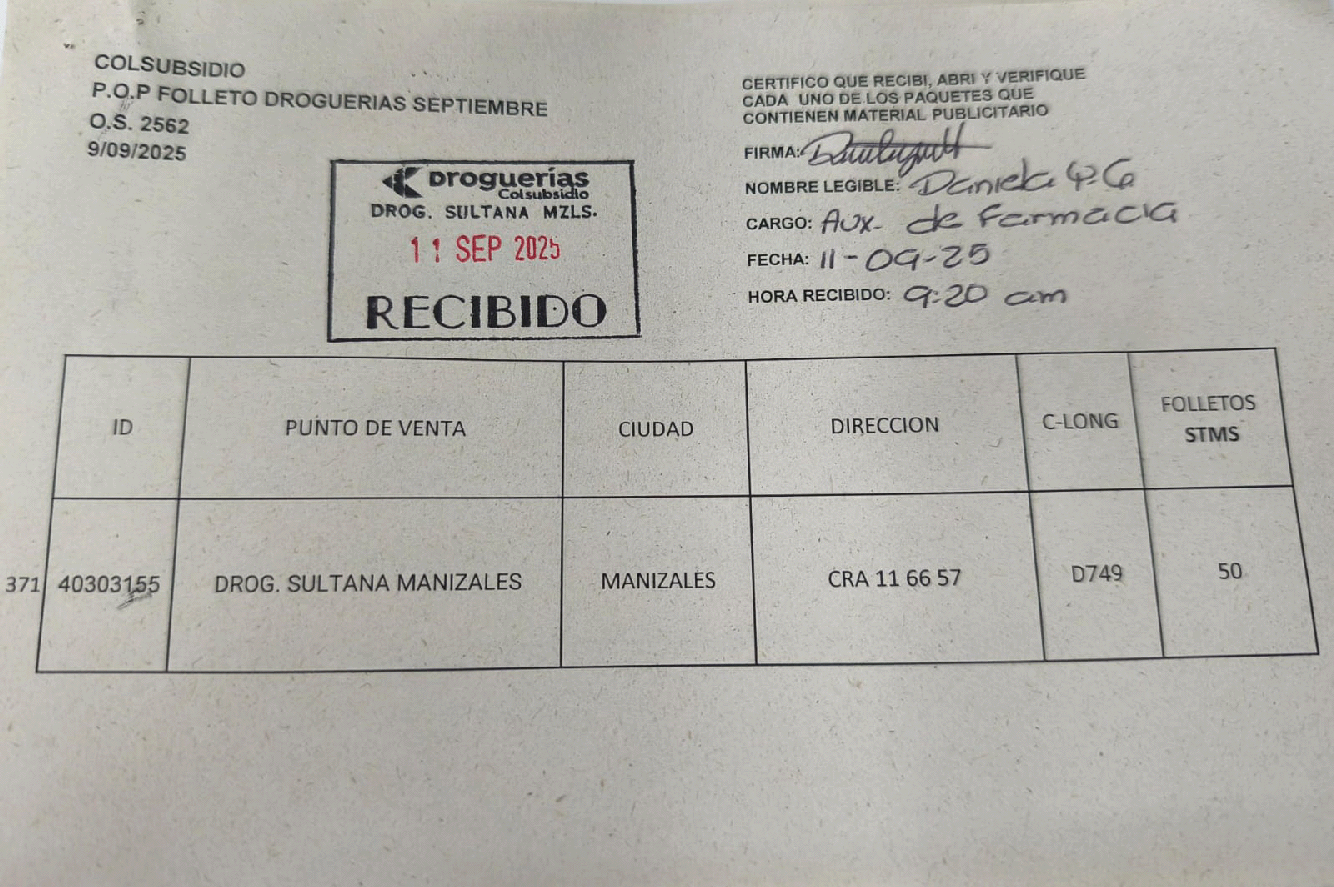 COLSUBSIDIO
P.O.P FOLLETO DROGUERIAS SEPTIEMBRE
O.S. 2562
9/09/2025
Droguerías
Colsubsidio
DROG. SULTANA MZLS.
11 SEP 2025
RECIBIDO
CERTIFICO QUE RECIBI, ABRI Y VERIFIQUE
CADA UNO DE LOS PAQUETES QUE
CONTIENEN MATERIAL PUBLICITARIO
FIRMA:
NOMBRE LEGIBLE: Daniela
CARGO: Aux. de Farmacia
FECHA: 11-09-25
HORA RECIBIDO: 9:20 am
ID PUNTO DE VENTA CIUDAD DIRECCION C-LONG FOLLETOS STMS
371 40303155 DROG. SULTANA MANIZALES MANIZALES CRA 11 66 57 D749 50